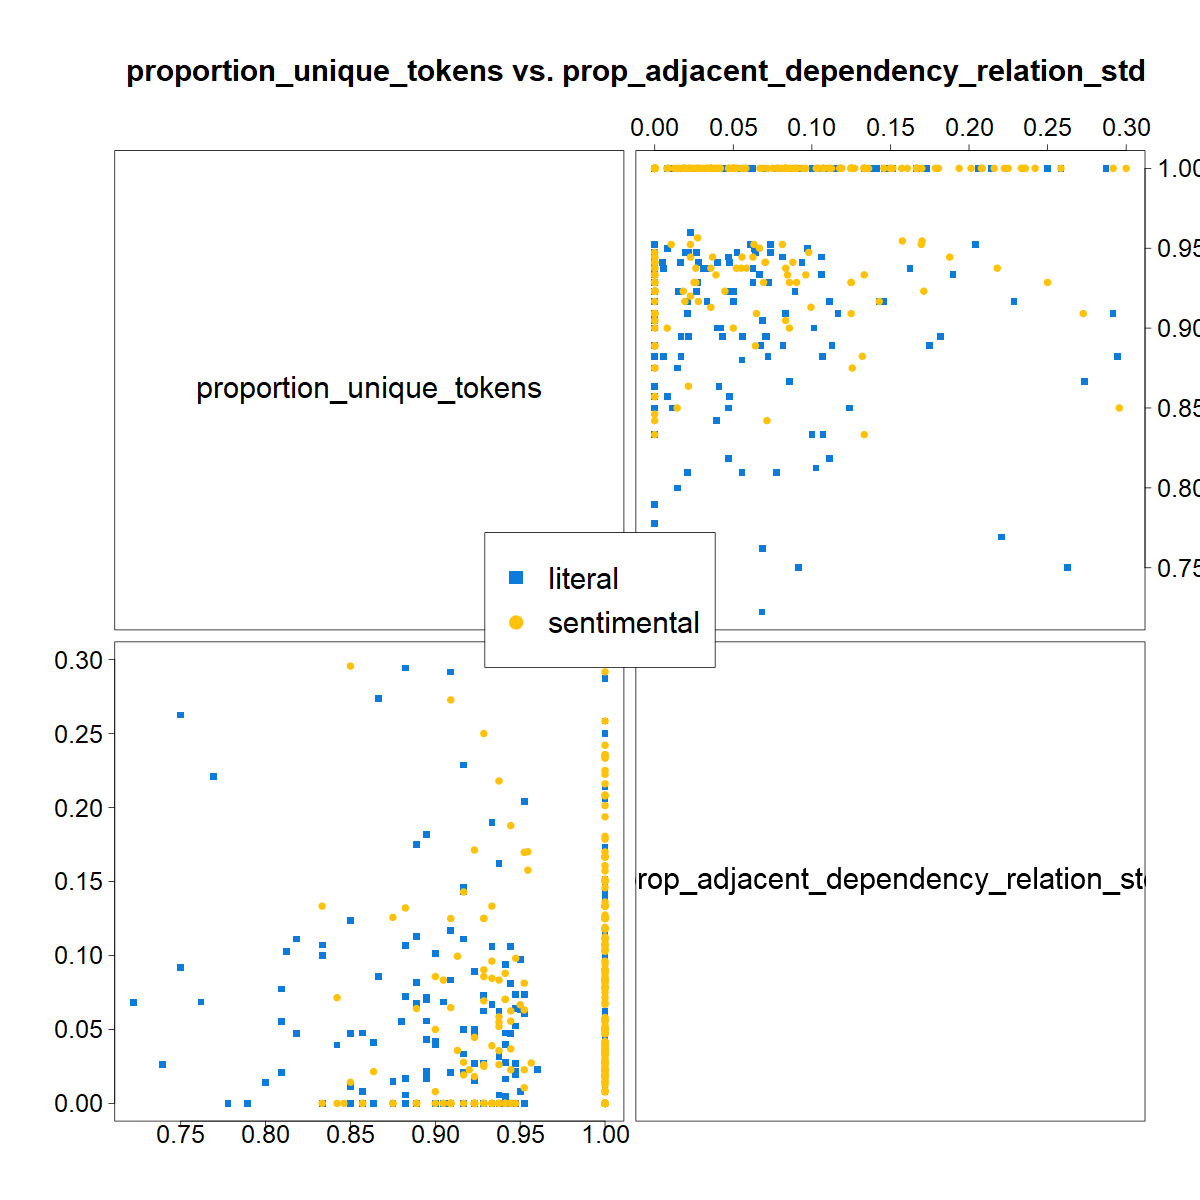 proportion_unique_tokens vs. prop_adjacent_dependency_relation_std
0.00 0.05 0.10 0.15 0.20 0.25 0.30
1.00
0.95
0.90
0.85
0.80
0.75
proportion_unique_tokens
literal
sentimental
0.30
0.25
0.20
0.15
0.10
0.05
0.00
rop_adjacent_dependency_relation_st
0.75 0.80 0.85 0.90 0.95 1.00